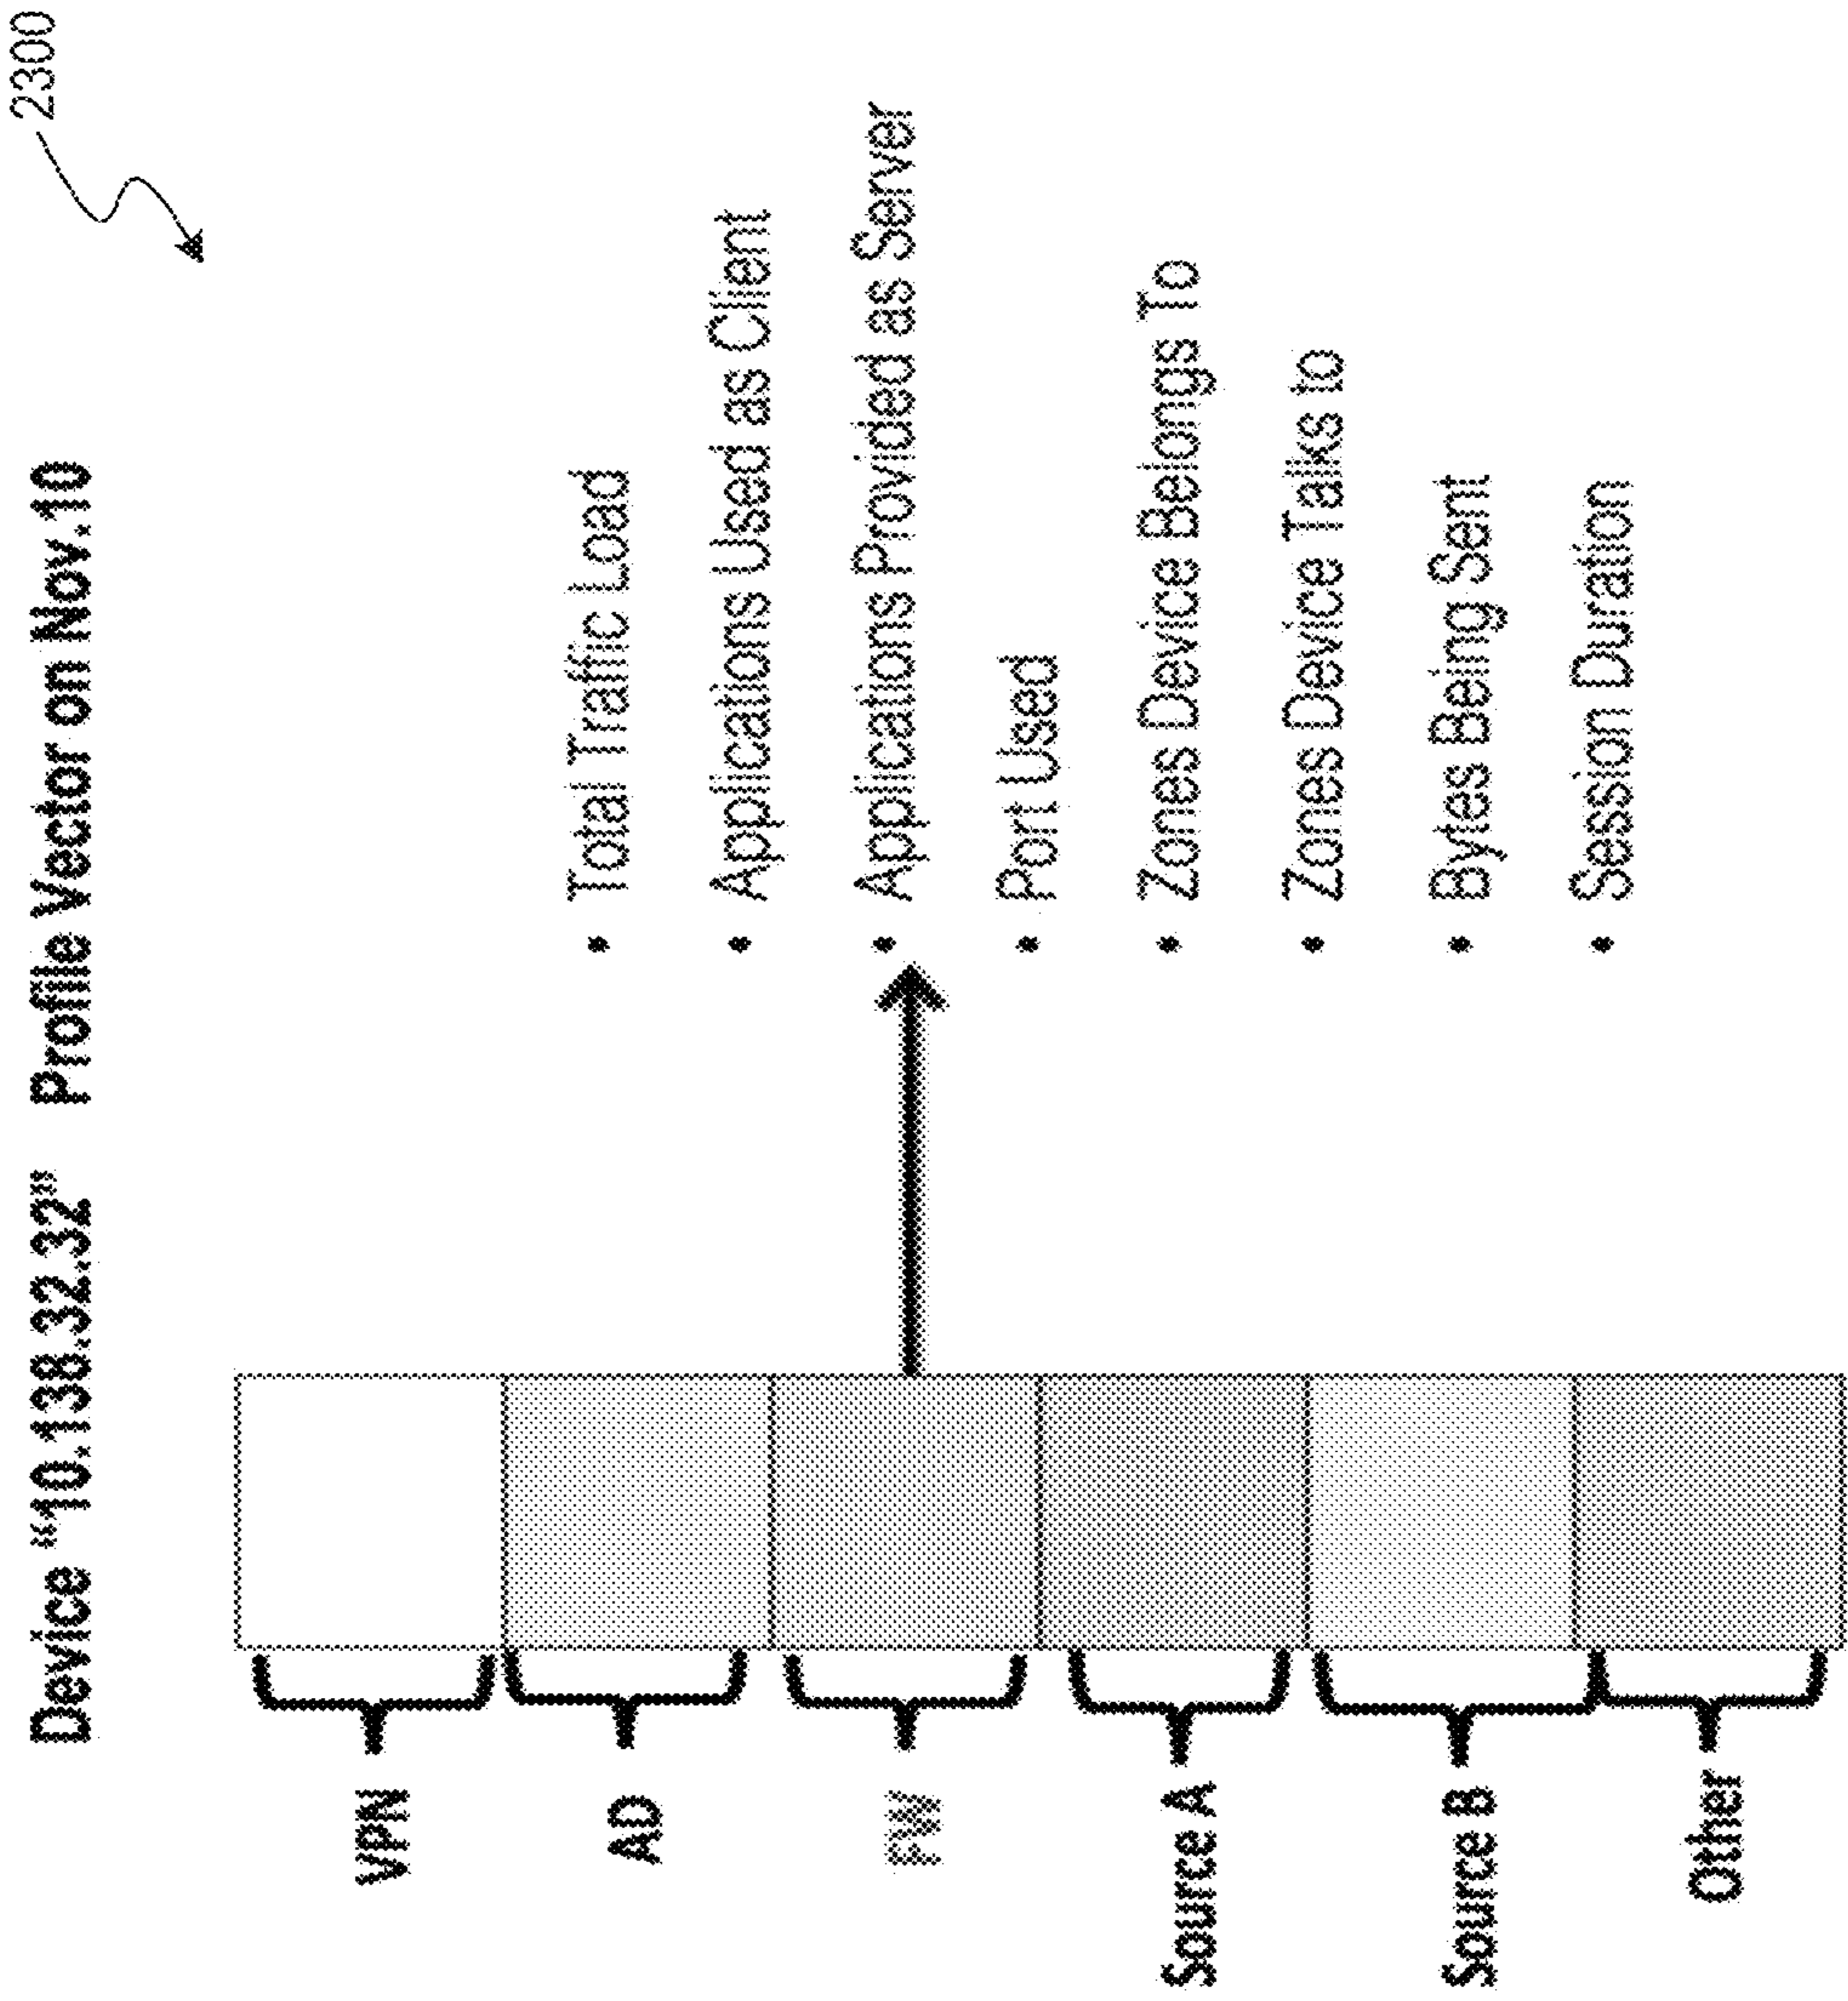 2300
Device “10.138.32.32” Profile Vector on Nov.10
VPN
AD
FW
Source A
Source B
Other
• Total Traffic Load
• Applications Used as Client
• Applications Provided as Server
• Port Used
• Zones Device Belongs To
• Zones Device Talks to
• Bytes Being Sent
• Session Duration